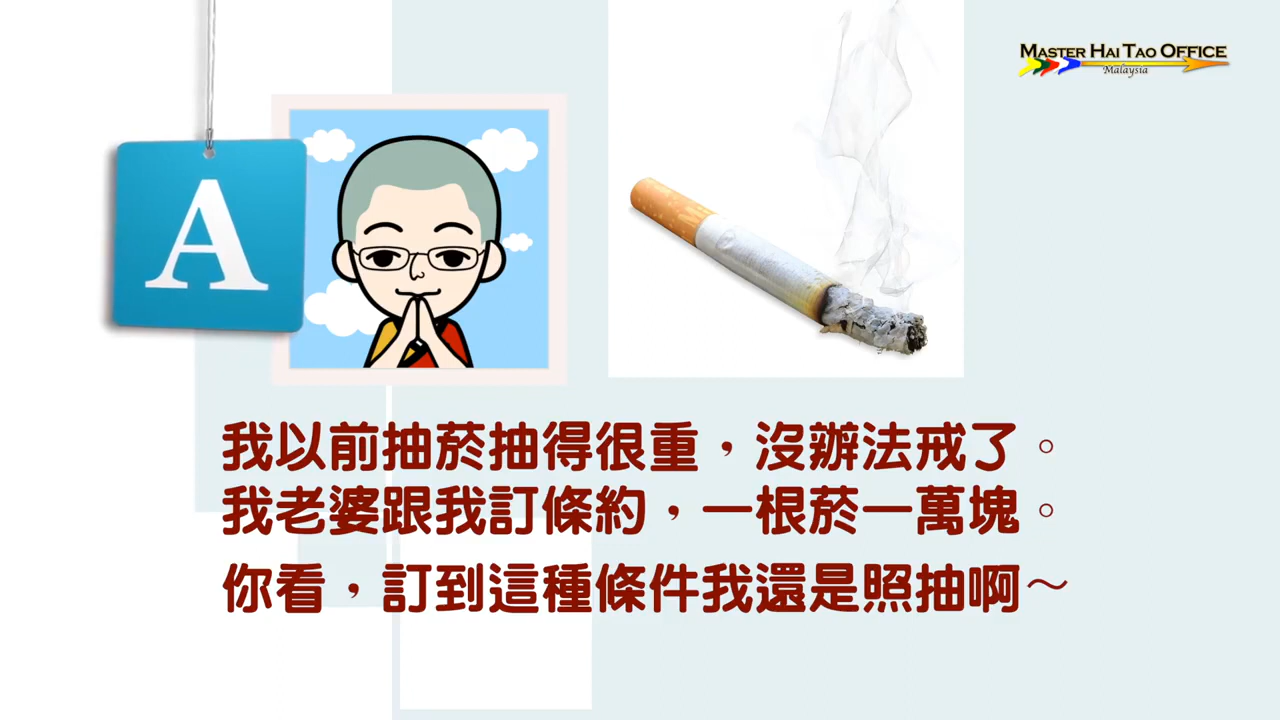 MASTER HAI TAO OFFICE
Malaysia
A
我以前抽菸抽得很重，沒辦法戒了。
我老婆跟我訂條約，一根菸一萬塊。
你看，訂到這種條件我還是照抽啊～